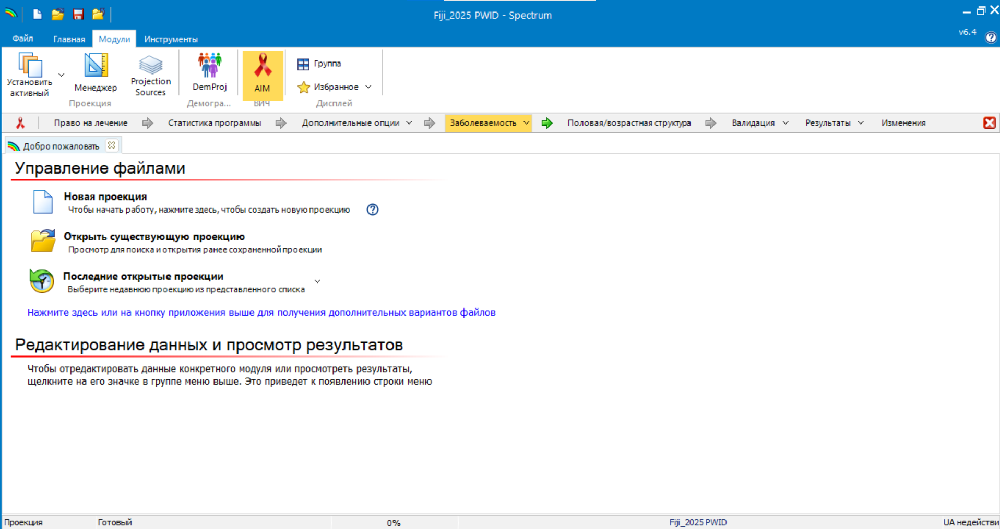 Fiji_2025 PWID - Spectrum
v6.4
Файл Главная Модули Инструменты
Установить активный
Менеджер
Projection Sources
Проекция
DemProj
Демогра...
AIM
ВИЧ
Группа
Избранное
Дисплей
Право на лечение Статистика программы Дополнительные опции Заболеваемость Половая/возрастная структура Валидация Результаты Изменения
Добро пожаловать
Управление файлами
Новая проекция
Чтобы начать работу, нажмите здесь, чтобы создать новую проекцию
Открыть существующую проекцию
Просмотр для поиска и открытия ранее сохраненной проекции
Последние открытые проекции
Выберите недавнюю проекцию из представленного списка
Нажмите здесь или на кнопку приложения выше для получения дополнительных вариантов файлов
Редактирование данных и просмотр результатов
Чтобы отредактировать данные конкретного модуля или просмотреть результаты,
щелкните на его значке в группе меню выше. Это приведет к появлению строки меню
Проекция Готовый 0% Fiji_2025 PWID UA недействи